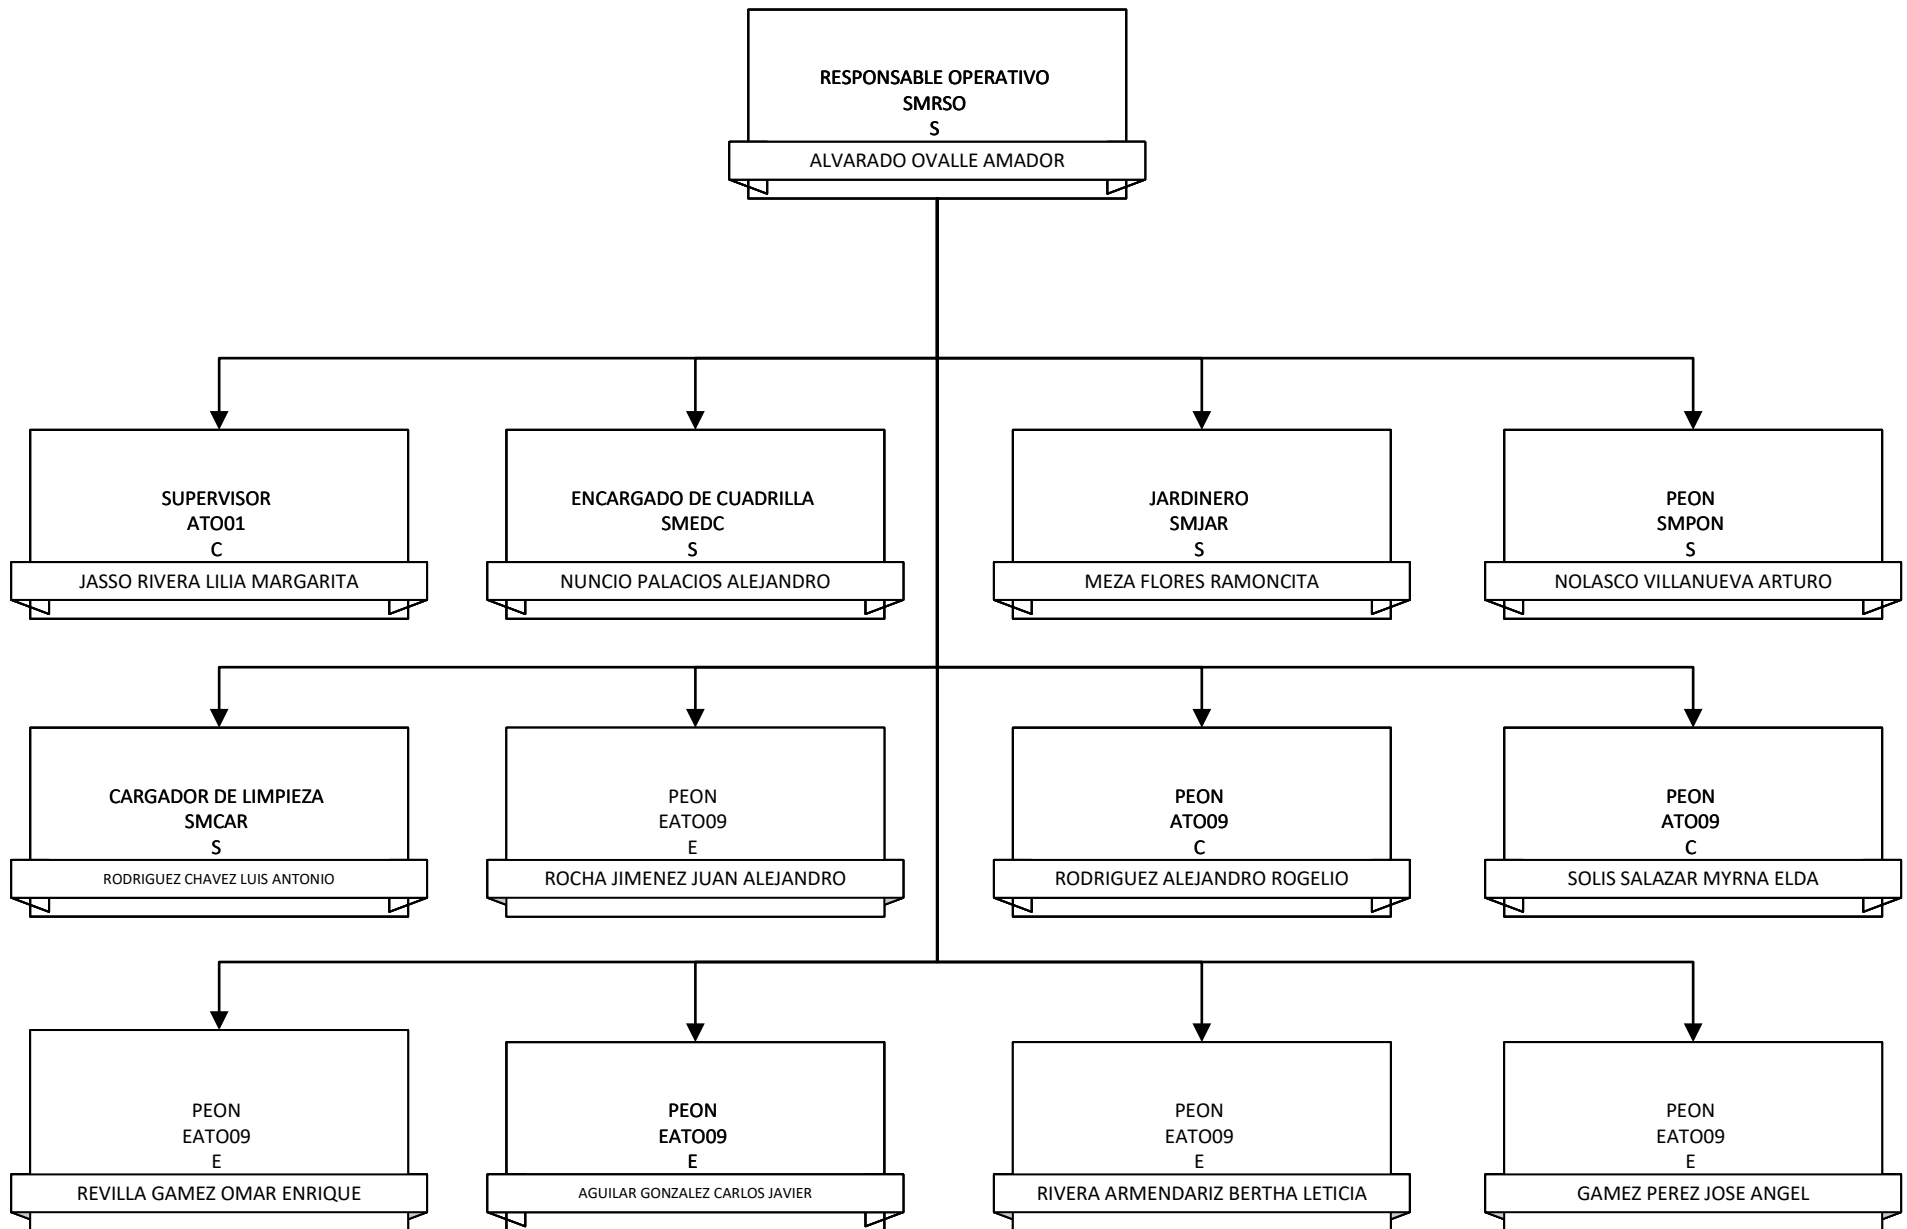 RESPONSABLE OPERATIVO
SMRSO
S
ALVARADO OVALLE AMADOR
SUPERVISOR
ATO01
C
JASSO RIVERA LILIA MARGARITA
ENCARGADO DE CUADRILLA
SMEDC
S
NUNCIO PALACIOS ALEJANDRO
JARDINERO
SMJAR
S
MEZA FLORES RAMONCITA
PEON
SMPON
S
NOLASCO VILLANUEVA ARTURO
CARGADOR DE LIMPIEZA
SMCAR
S
RODRIGUEZ CHAVEZ LUIS ANTONIO
PEON
EATO09
E
ROCHA JIMENEZ JUAN ALEJANDRO
PEON
ATO09
C
RODRIGUEZ ALEJANDRO ROGELIO
PEON
ATO09
C
SOLIS SALAZAR MYRNA ELDA
PEON
EATO09
E
REVILLA GAMEZ OMAR ENRIQUE
PEON
EATO09
E
AGUILAR GONZALEZ CARLOS JAVIER
PEON
EATO09
E
RIVERA ARMENDARIZ BERTHA LETICIA
PEON
EATO09
E
GAMEZ PEREZ JOSE ANGEL